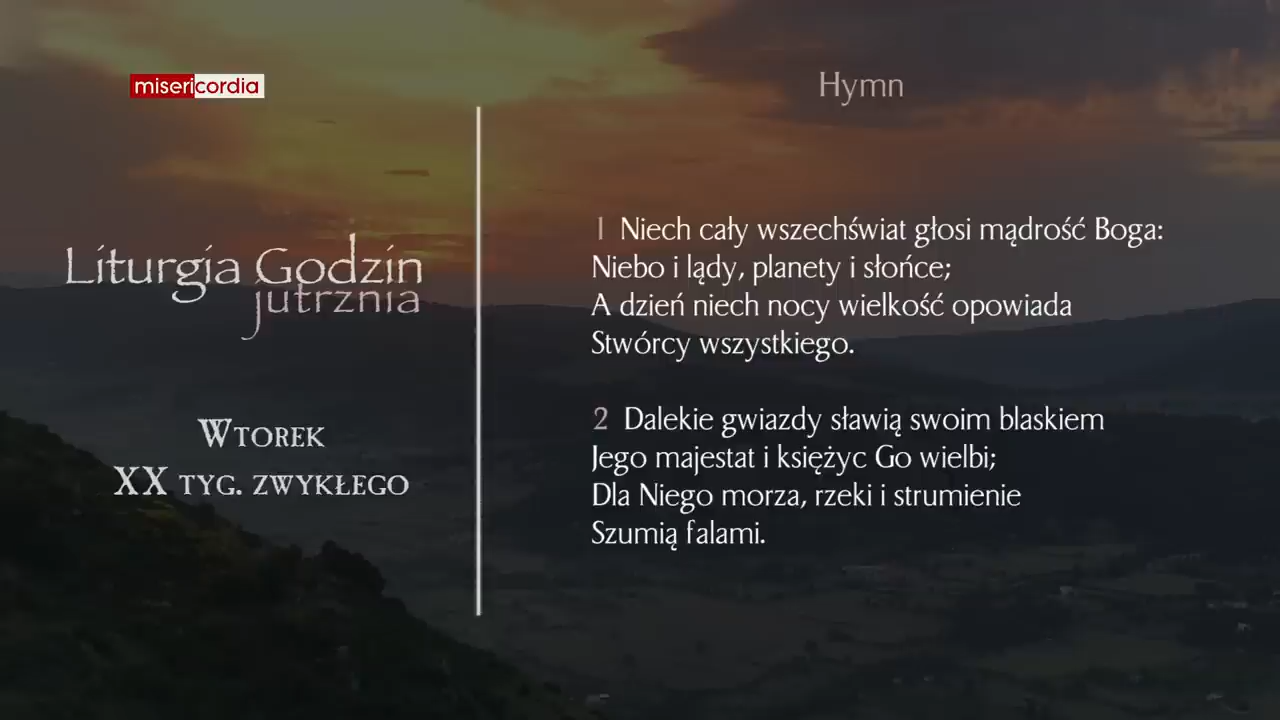 misericordia
Liturgia Godzin
jutrznia
Wtorek
XX tyg. zwykłego
Hymn
1 Niech cały wszechświat głosi mądrość Boga:
Niebo i lądy, planety i słońce;
A dzień niech nocy wielkość opowiada
Stwórcy wszystkiego.
2 Dalekie gwiazdy sławią swoim blaskiem
Jego majestat i księżyc Go wielbi;
Dla Niego morza, rzeki i strumienie
Szumią falami.